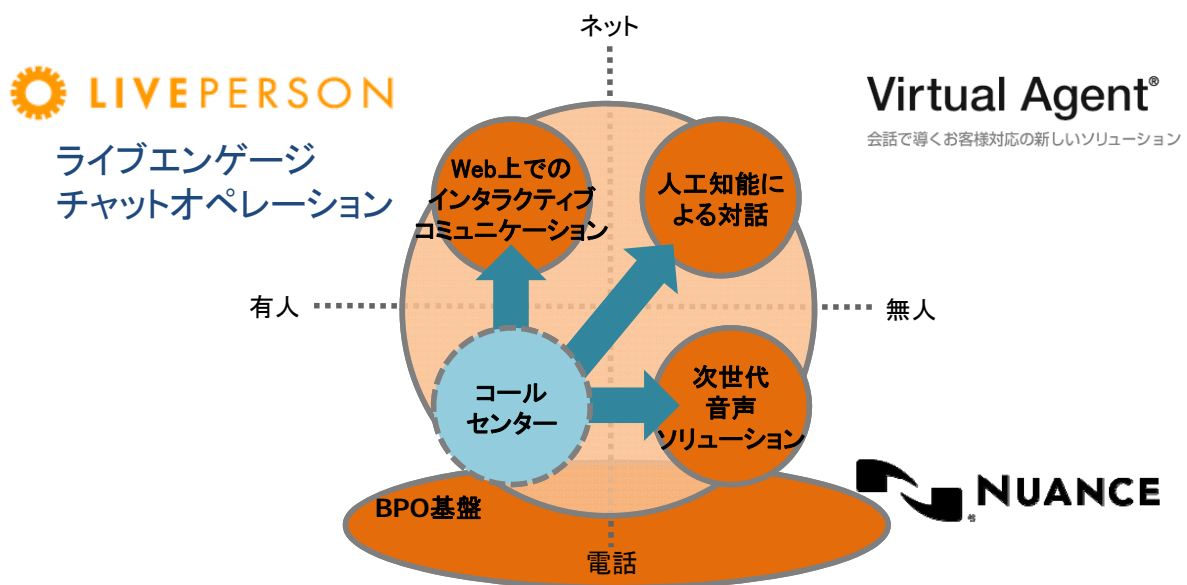 ネット
LIVEPERSON
ライブエンゲージ
チャットオペレーション
Virtual Agent®
会話で導くお客様対応の新しいソリューション
Web上での
インタラクティブ
コミュニケーション
人工知能に
よる対話
有人
無人
コール
センター
次世代
音声
ソリューション
BPO基盤
NUANCE
電話